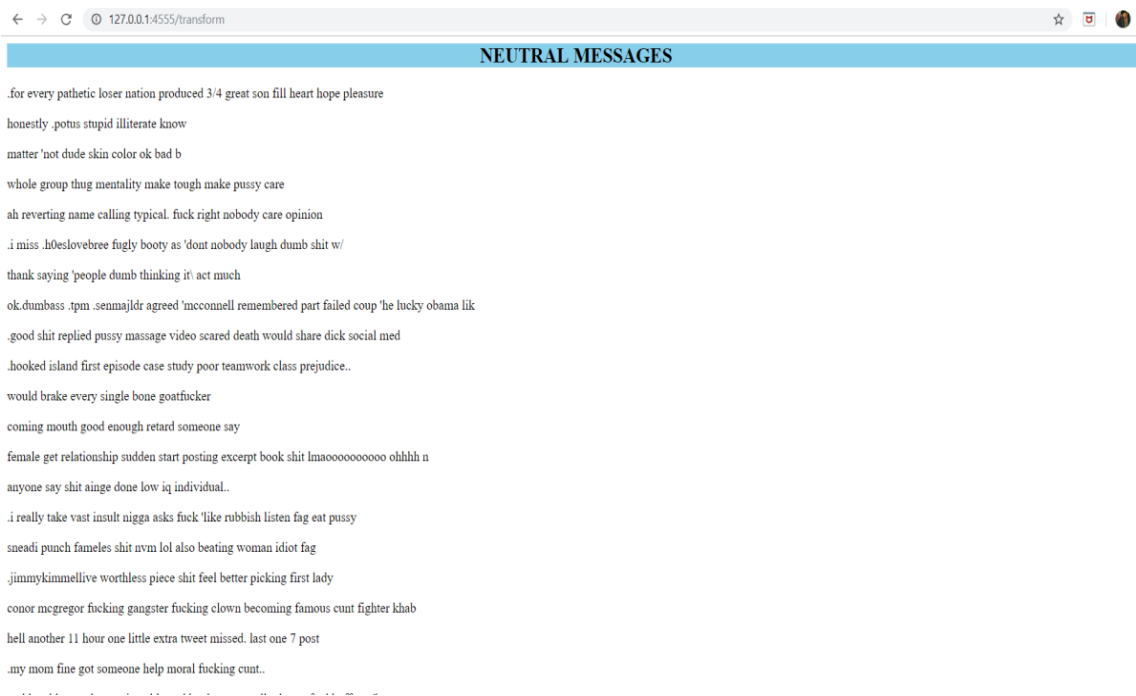 127.0.0.1:4555/transform
NEUTRAL MESSAGES
.for every pathetic loser nation produced 3/4 great son fill heart hope pleasure
honestly .potus stupid illiterate know
matter 'not dude skin color ok bad b
whole group thug mentality make tough make pussy care
ah reverting name calling typical. fuck right nobody care opinion
.i miss .h0eslovebree fugly booty as 'dont nobody laugh dumb shit w/
thank saying 'people dumb thinking it\ act much
ok.dumbass .tpm .senmajldr agreed 'mcconnell remembered part failed coup 'he lucky obama lik
.good shit replied pussy massage video scared death would share dick social med
.hooked island first episode case study poor teamwork class prejudice..
would brake every single bone goatfucker
coming mouth good enough retard someone say
female get relationship sudden start posting excerpt book shit lmaoooooooooo ohhhh n
anyone say shit ainge done low iq individual..
.i really take vast insult nigga asks fuck 'like rubbish listen fag eat pussy
sneadi punch fameles shit nvm lol also beating woman idiot fag
.jimmykimmellive worthless piece shit feel better picking first lady
conor mcgregor fucking gangster fucking clown becoming famous cunt fighter khab
hell another 11 hour one little extra tweet missed. last one 7 post
.my mom fine got someone help moral fucking cunt..